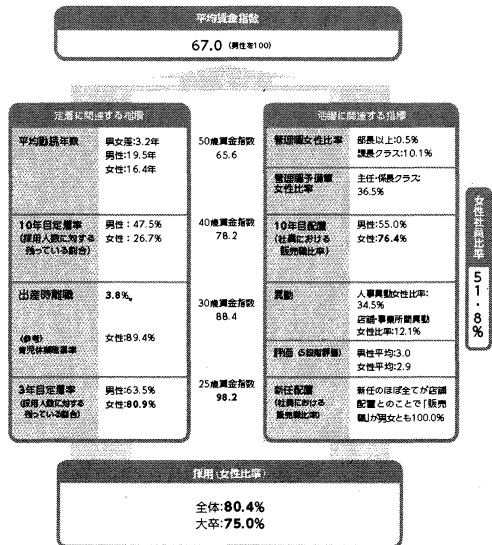 平均賃金指数
67.0 (男性を100)
定着に関連する指標
平均勤続年数
男女差:3.2年
男性:19.5年
女性:16.4年
10年目定着率
(採用人数に対する
残っている割合)
男性:47.5%
女性:26.7%
出産時離職
3.8%
(参考)
育児休職取得率
女性:89.4%
3年目定着率
(採用人数に対する
残っている割合)
男性:63.5%
女性:80.9%
50歳賃金指数
65.6
40歳賃金指数
78.2
30歳賃金指数
88.4
25歳賃金指数
98.2
活躍に関連する指標
管理職女性比率
部長以上:0.5%
課長クラス:10.1%
管理職予備軍
女性比率
主任・係長クラス:
36.5%
10年目配置
(社員における
販売職比率)
男性:55.0%
女性:76.4%
異動
人事異動女性比率:
34.5%
店舗・事業所間異動
女性比率:12.1%
評価(5段階評価)
男性平均:3.0
女性平均:2.9
新任配置
(社員における
販売職比率)
新任のほぼ全てが店舗
配置とのことで「販売
職」が男女とも100.0%
女性社員比率
51・8%
採用(女性比率)
全体:80.4%
大卒:75.0%